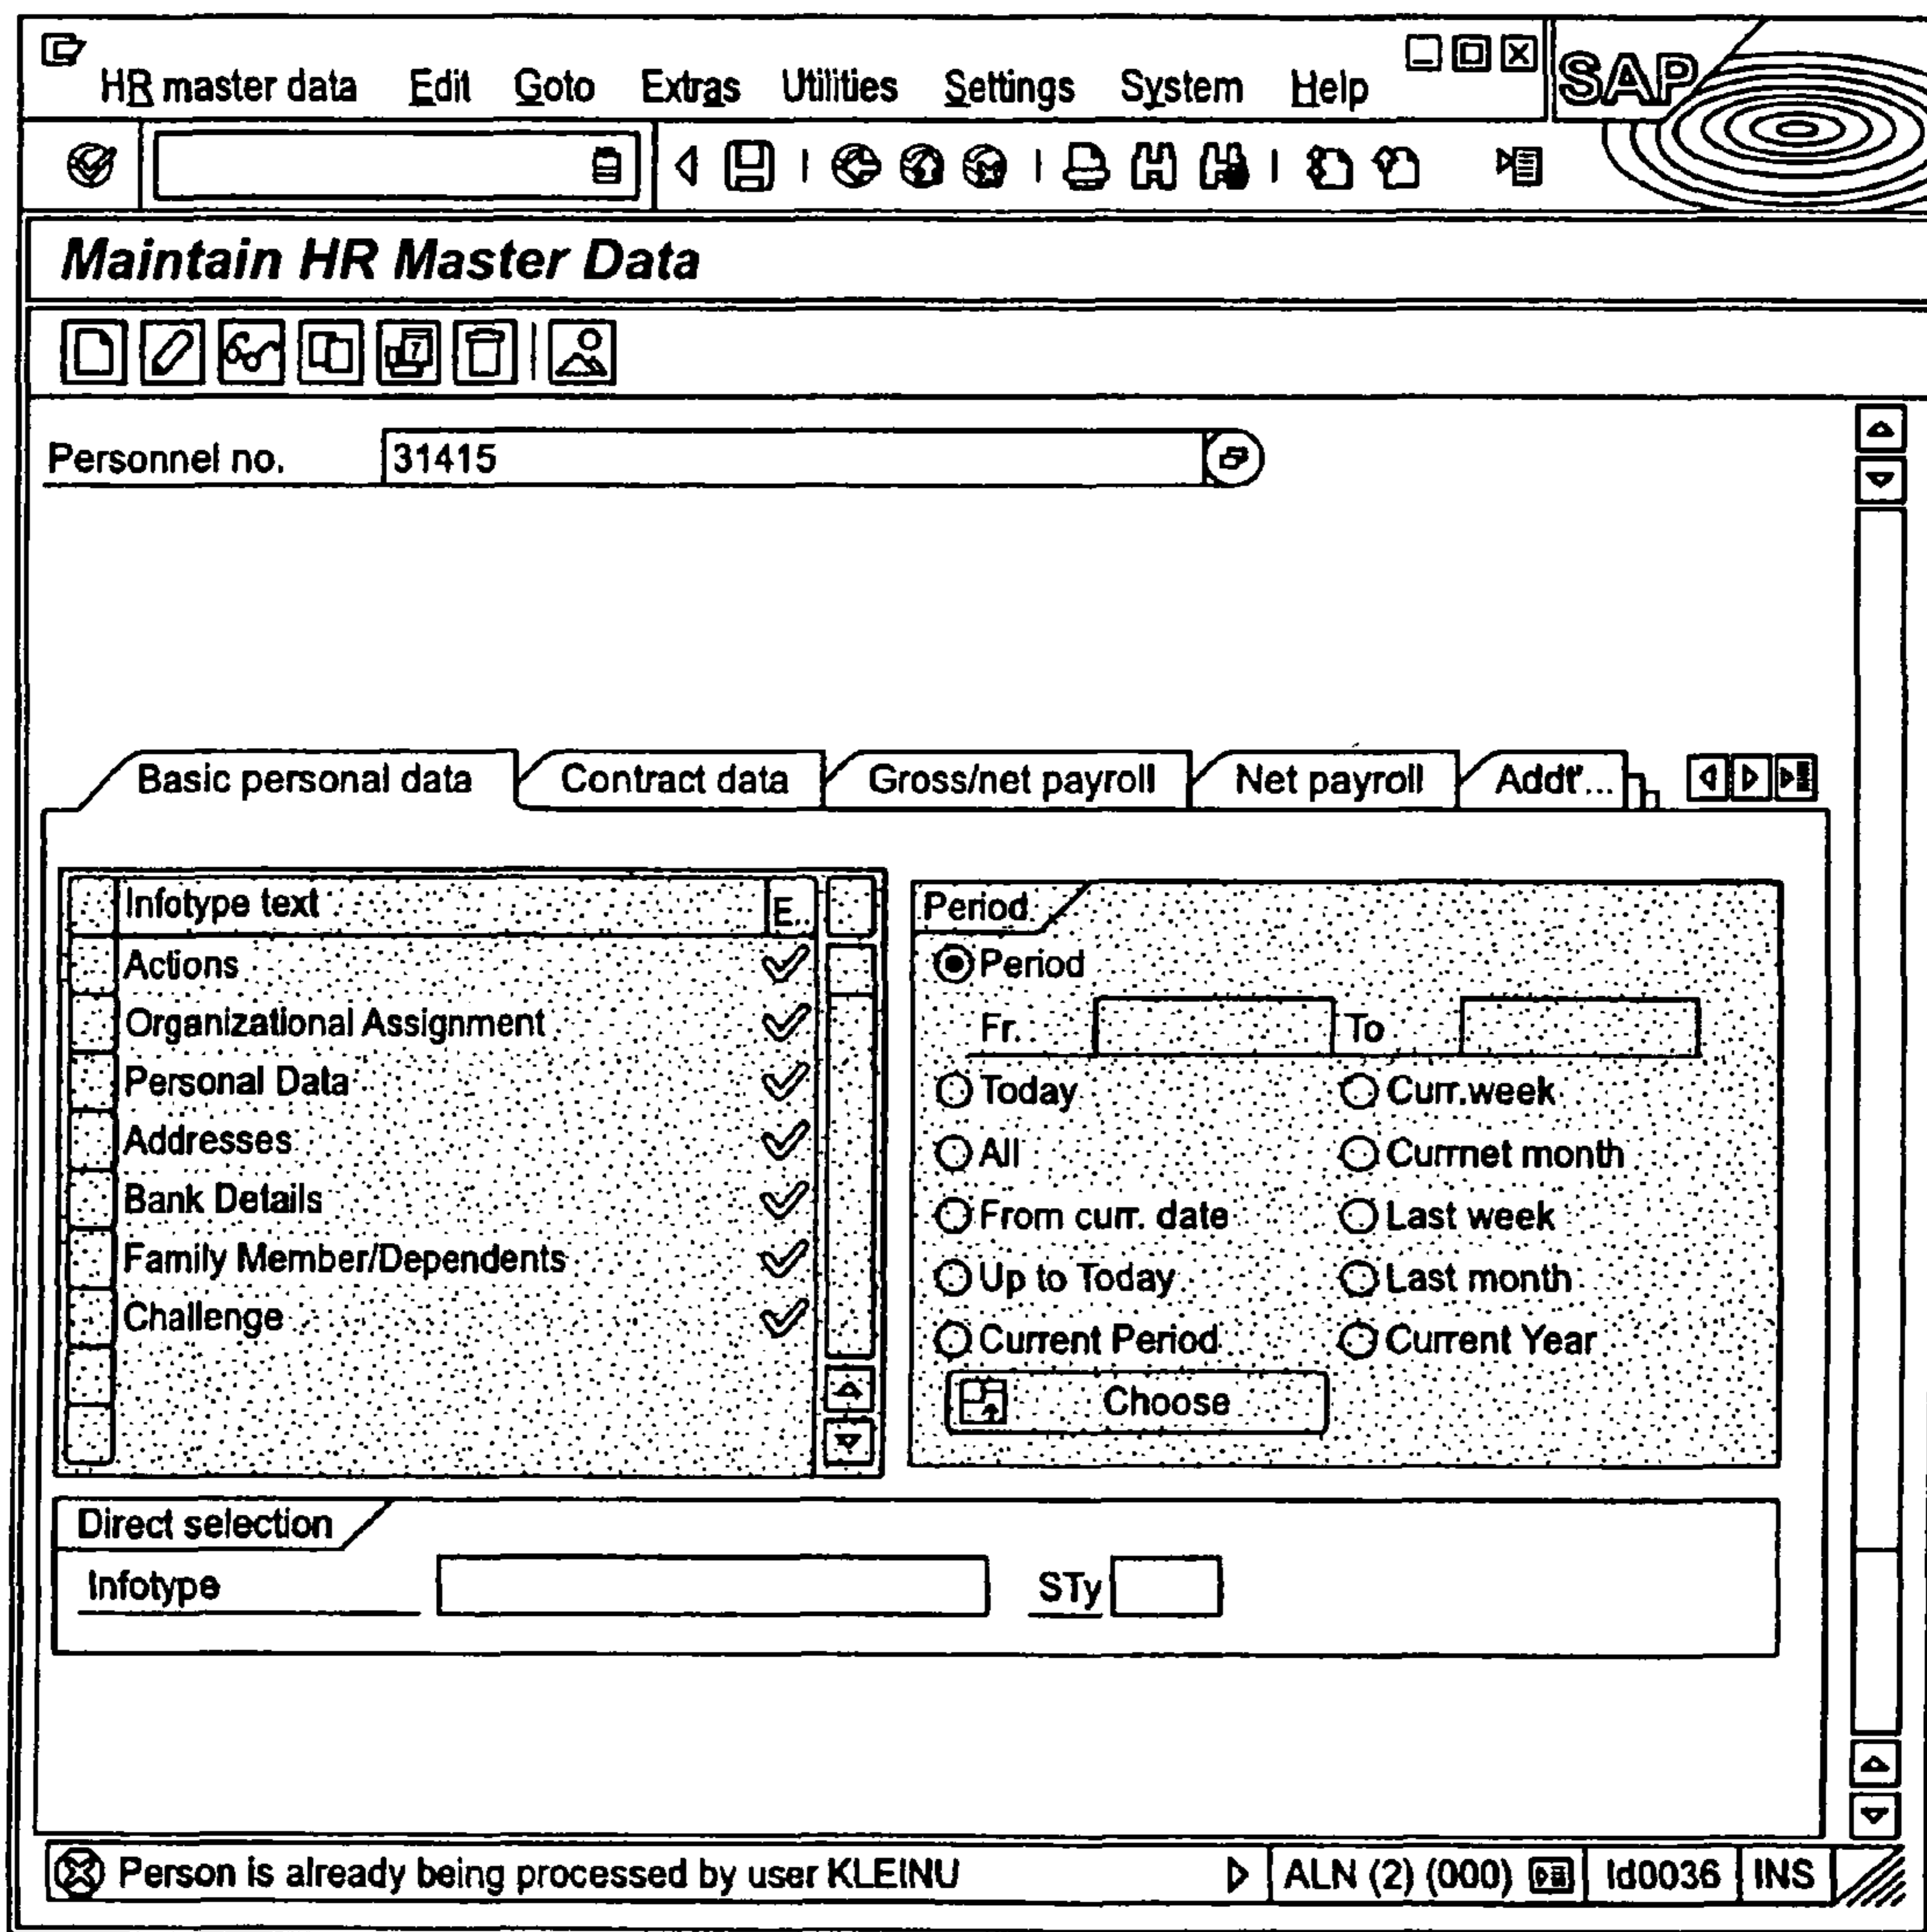 HR master data Edit Goto Extras Utilities Settings System Help
SAP
Maintain HR Master Data
Personnel no. 31415
Basic personal data Contract data Gross/net payroll Net payroll Addt'...
Infotype text E..
Actions
Organizational Assignment
Personal Data
Addresses
Bank Details
Family Member/Dependents
Challenge
Period
Period
Fr. To
Today Curr.week
All Currnet month
From curr. date Last week
Up to Today Last month
Current Period Current Year
Choose
Direct selection
Infotype STy
Person is already being processed by user KLEINU ALN (2) (000) Id0036 INS